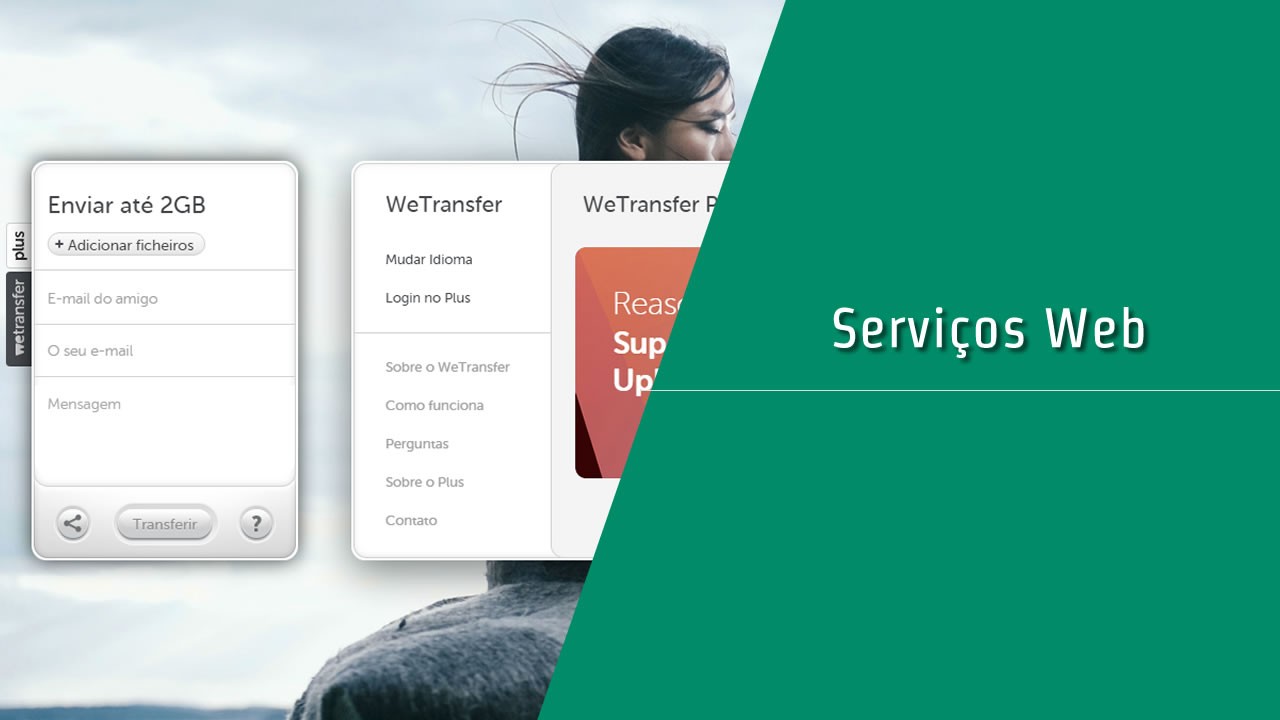 Enviar até 2GB
+ Adicionar ficheiros
E-mail do amigo
O seu e-mail
Mensagem
Transferir
?
plus
wetransfer
WeTransfer
Mudar Idioma
Login no Plus
Sobre o WeTransfer
Como funciona
Perguntas
Sobre o Plus
Contato
WeTransfer
Serviços Web